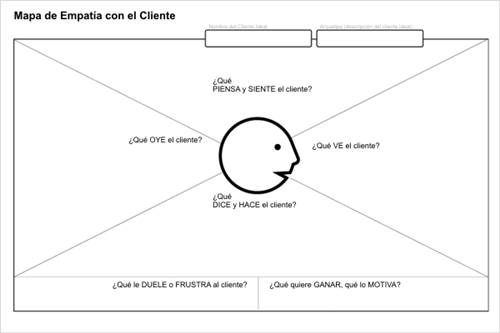 Mapa de Empatía con el Cliente
Nombre del Cliente ideal
Arquetipo (descripción del cliente ideal)
¿Qué
PIENSA y SIENTE el cliente?
¿Qué OYE el cliente?
¿Qué VE el cliente?
¿Qué
DICE y HACE el cliente?
¿Qué le DUELE o FRUSTRA al cliente?
¿Qué quiere GANAR, qué lo MOTIVA?